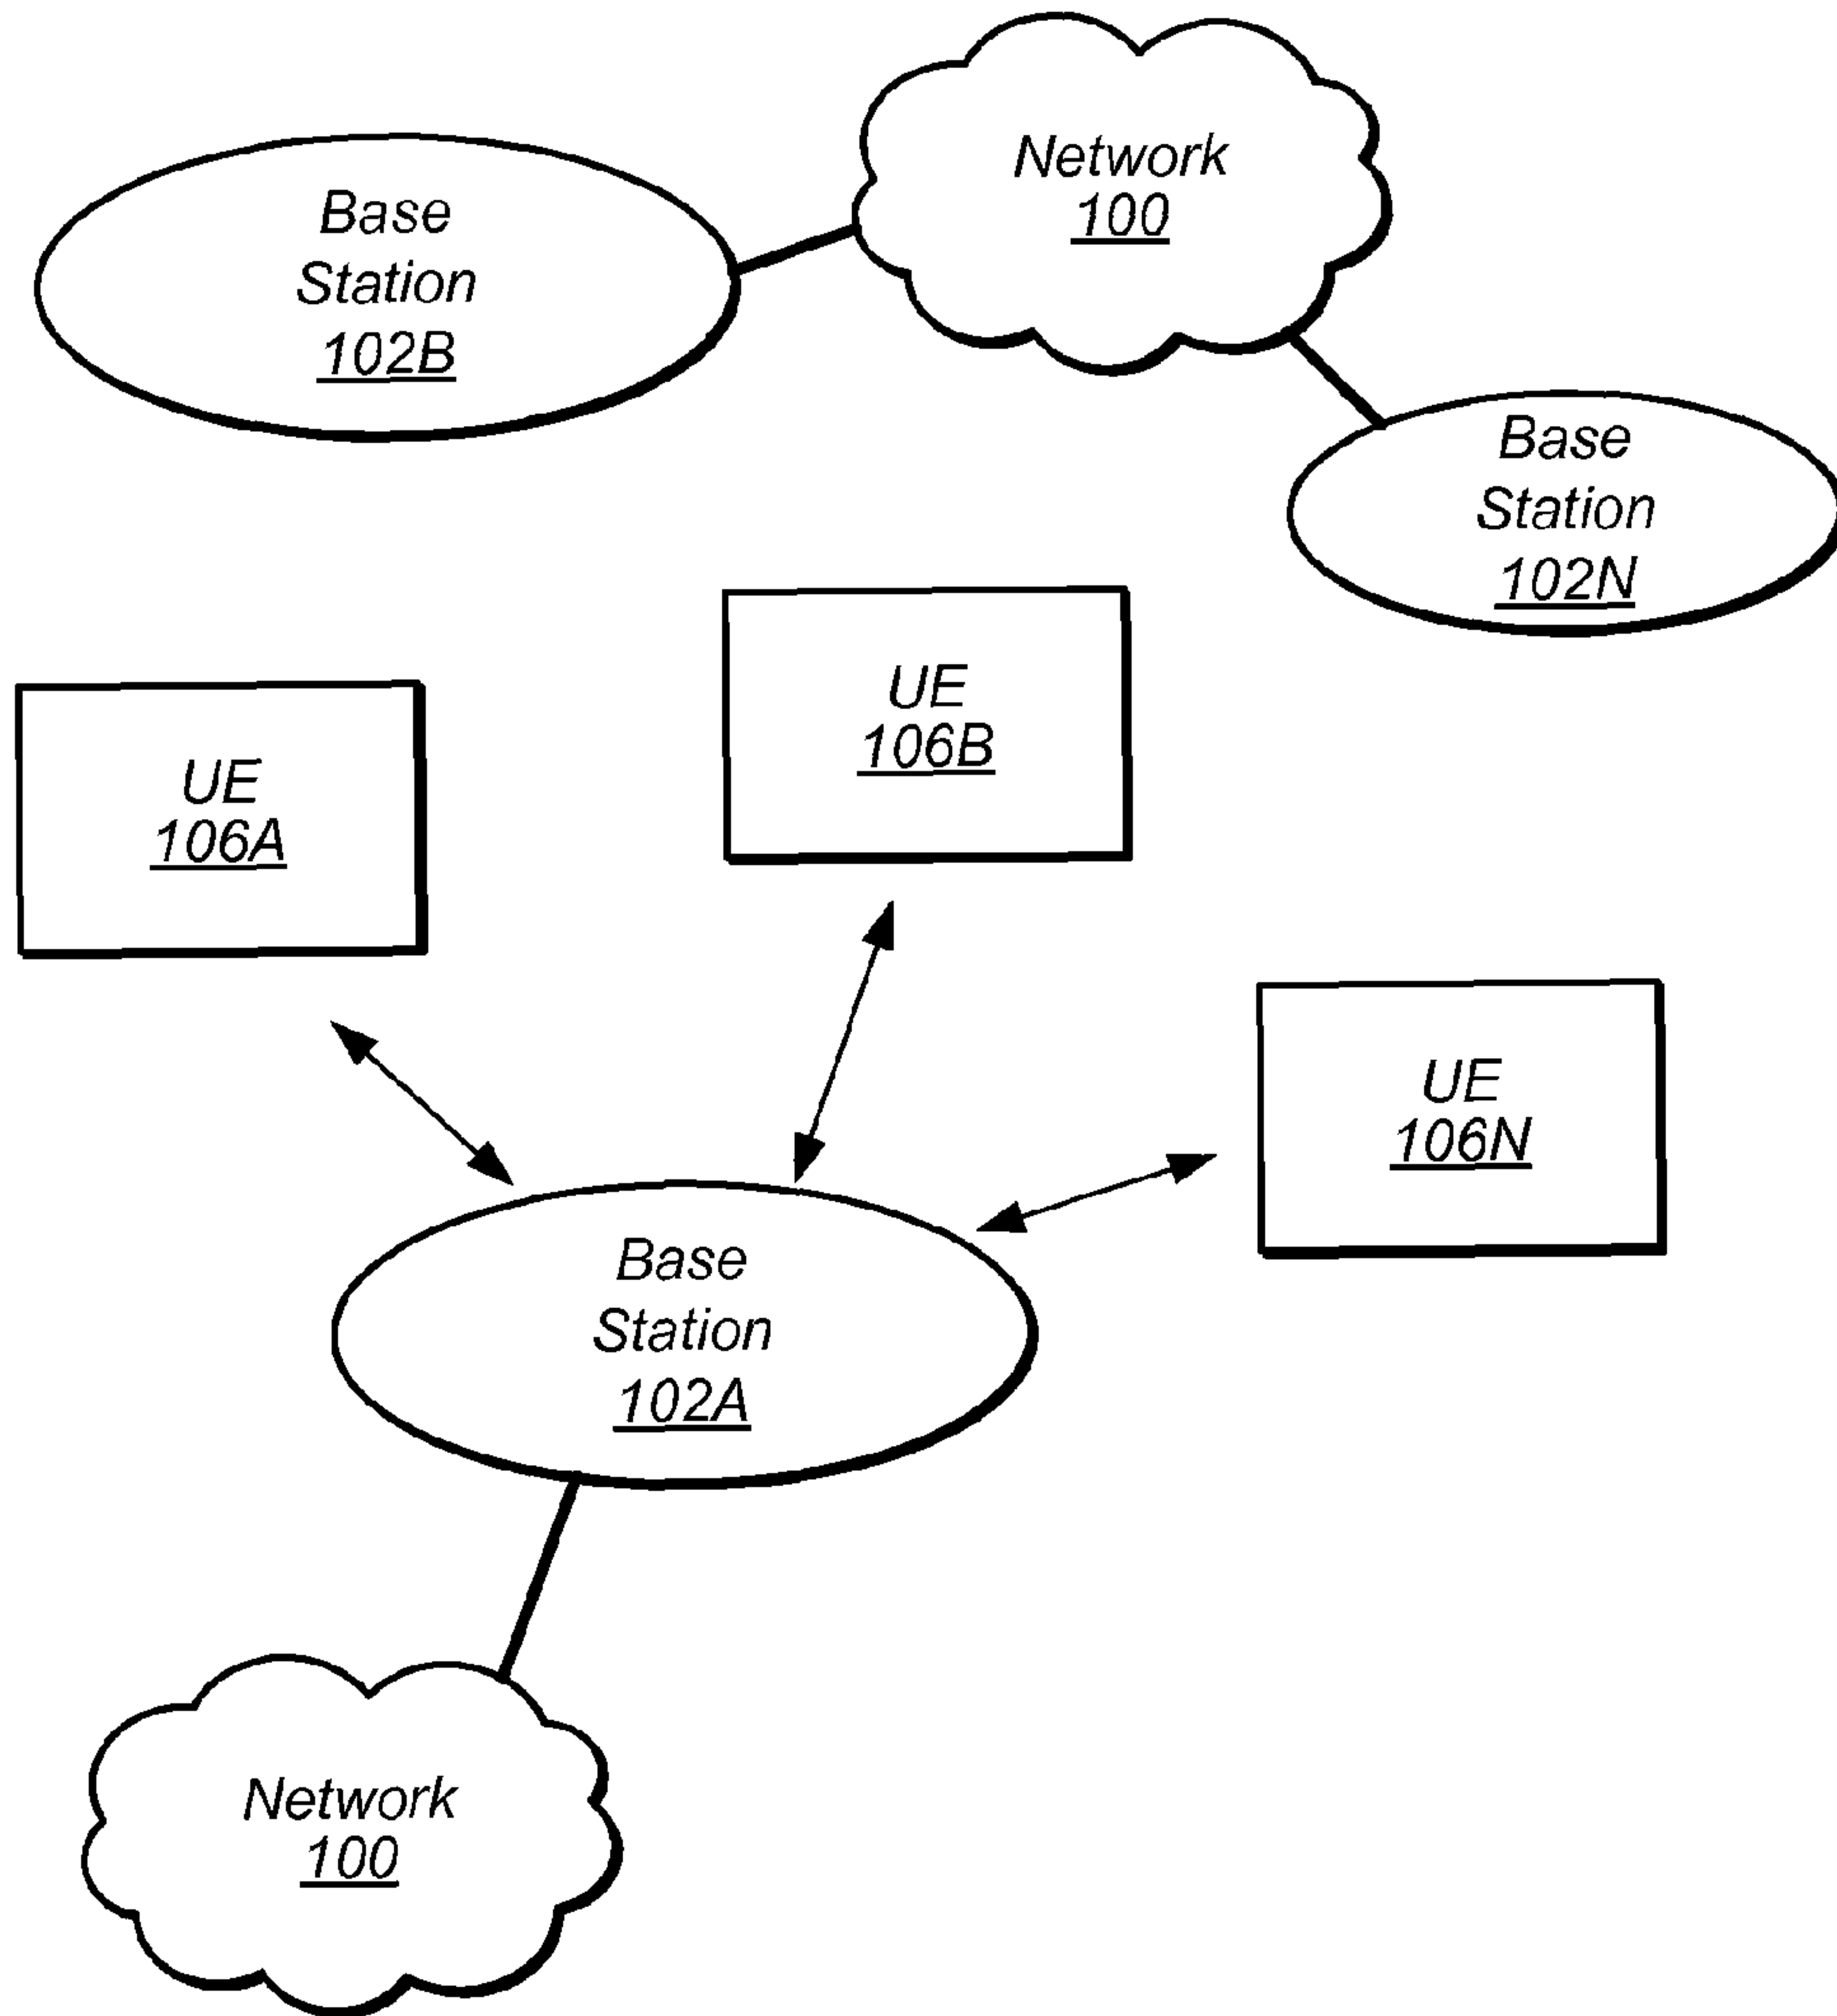 Network
100
Base
Station
102B
Base
Station
102N
UE
106B
UE
106A
UE
106N
Base
Station
102A
Network
100